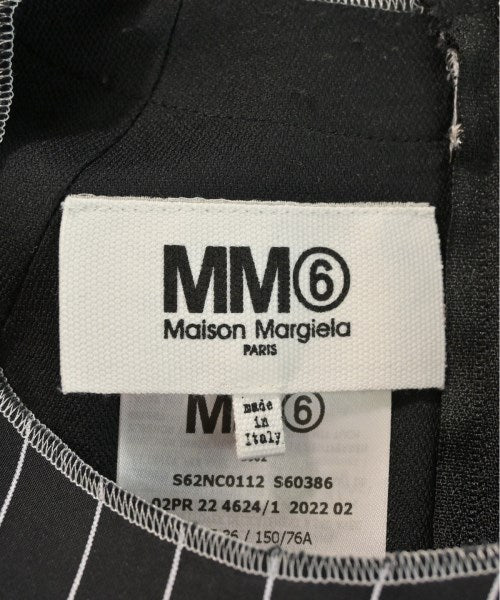 MM⑥
Maison Margiela
PARIS
MM⑥
made
in
Italy
S62NC0112 S60386
02PR 22 4624/1 2022 02
/ 150/76A